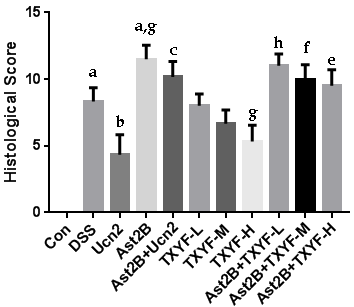 Histological Score
15
10
5
0
a
b
a,g
c
g
h
f
e
Con
DSS
Ucn2
Ast2B
Ast2B+Ucn2
TXYF-L
TXYF-M
TXYF-H
Ast2B+TXYF-L
Ast2B+TXYF-M
Ast2B+TXYF-H